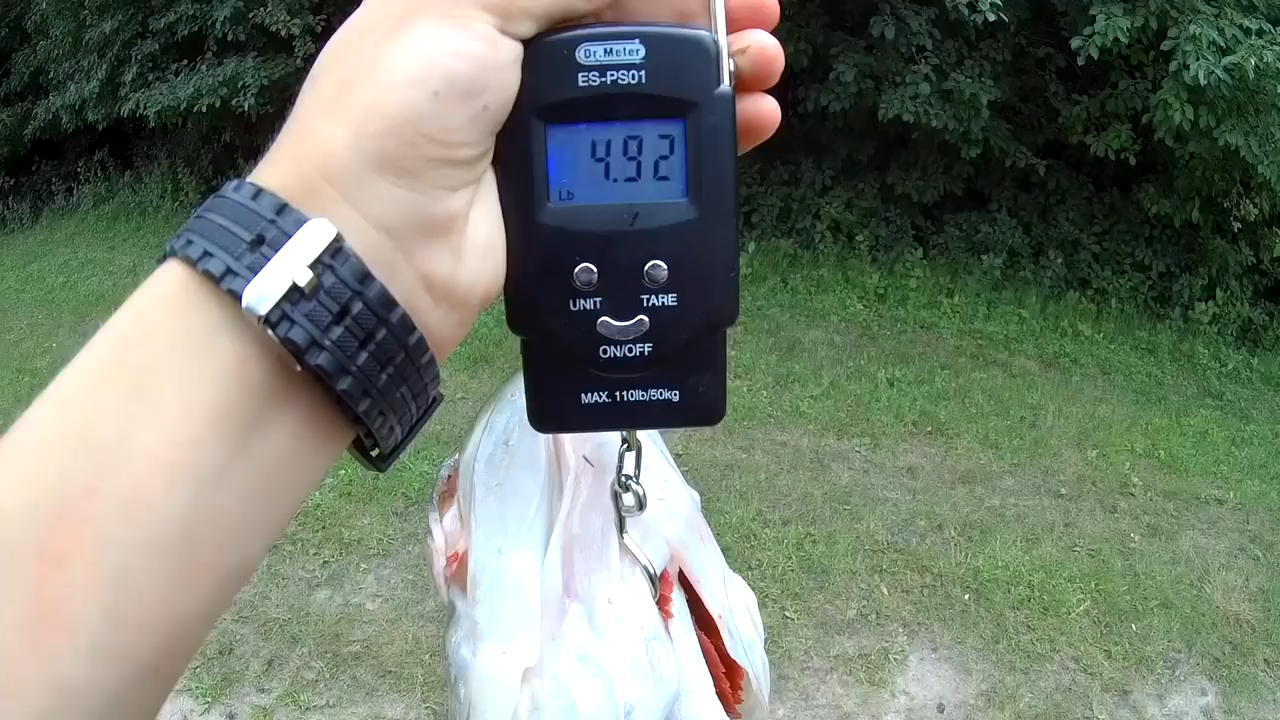 Dr.Meter
ES-PS01
4.92
Lb
UNIT TARE
ON/OFF
MAX. 110lb/50kg